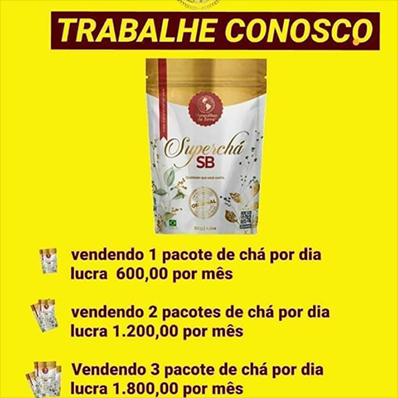 TRABALHE CONOSCO
Superchá
SB
ORIGINAL
vendendo 1 pacote de chá por dia
lucra 600,00 por mês
vendendo 2 pacotes de chá por dia
lucra 1.200,00 por mês
Vendendo 3 pacote de chá por dia
lucra 1.800,00 por mês